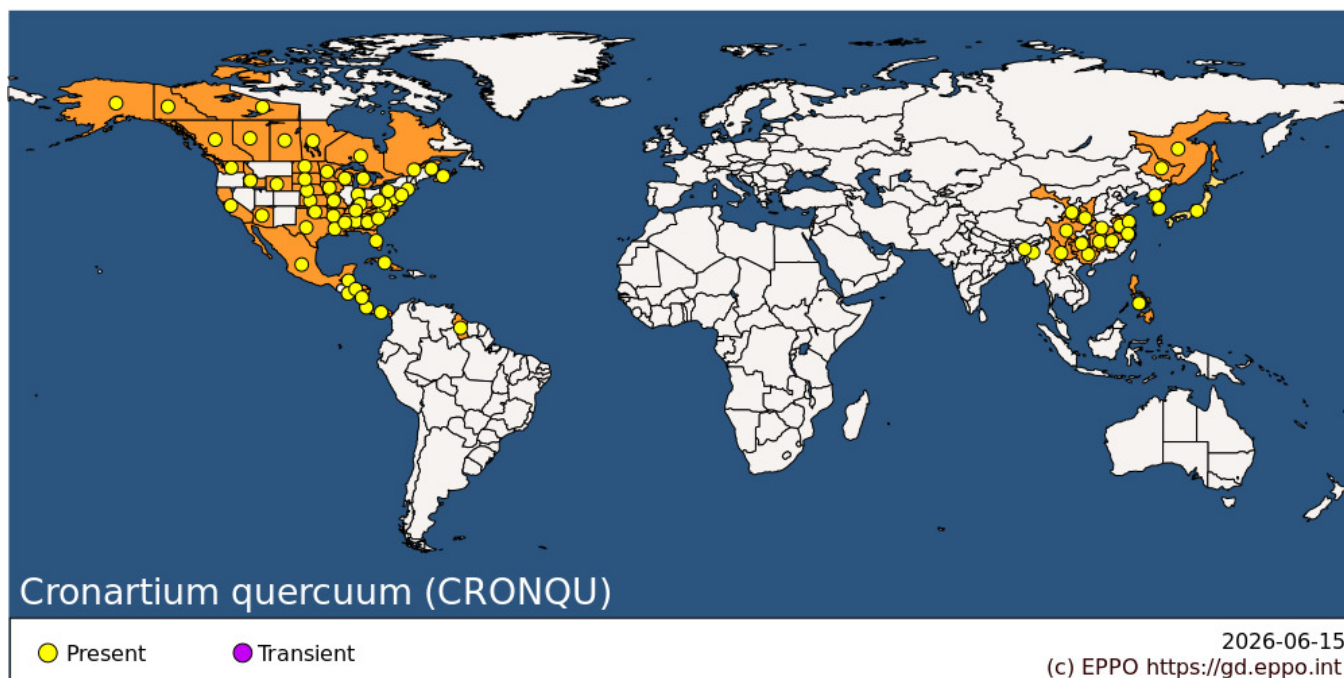 Cronartium quercuum (CRONQU)
Present
Transient
2026-06-15
(c) EPPO https://gd.eppo.int